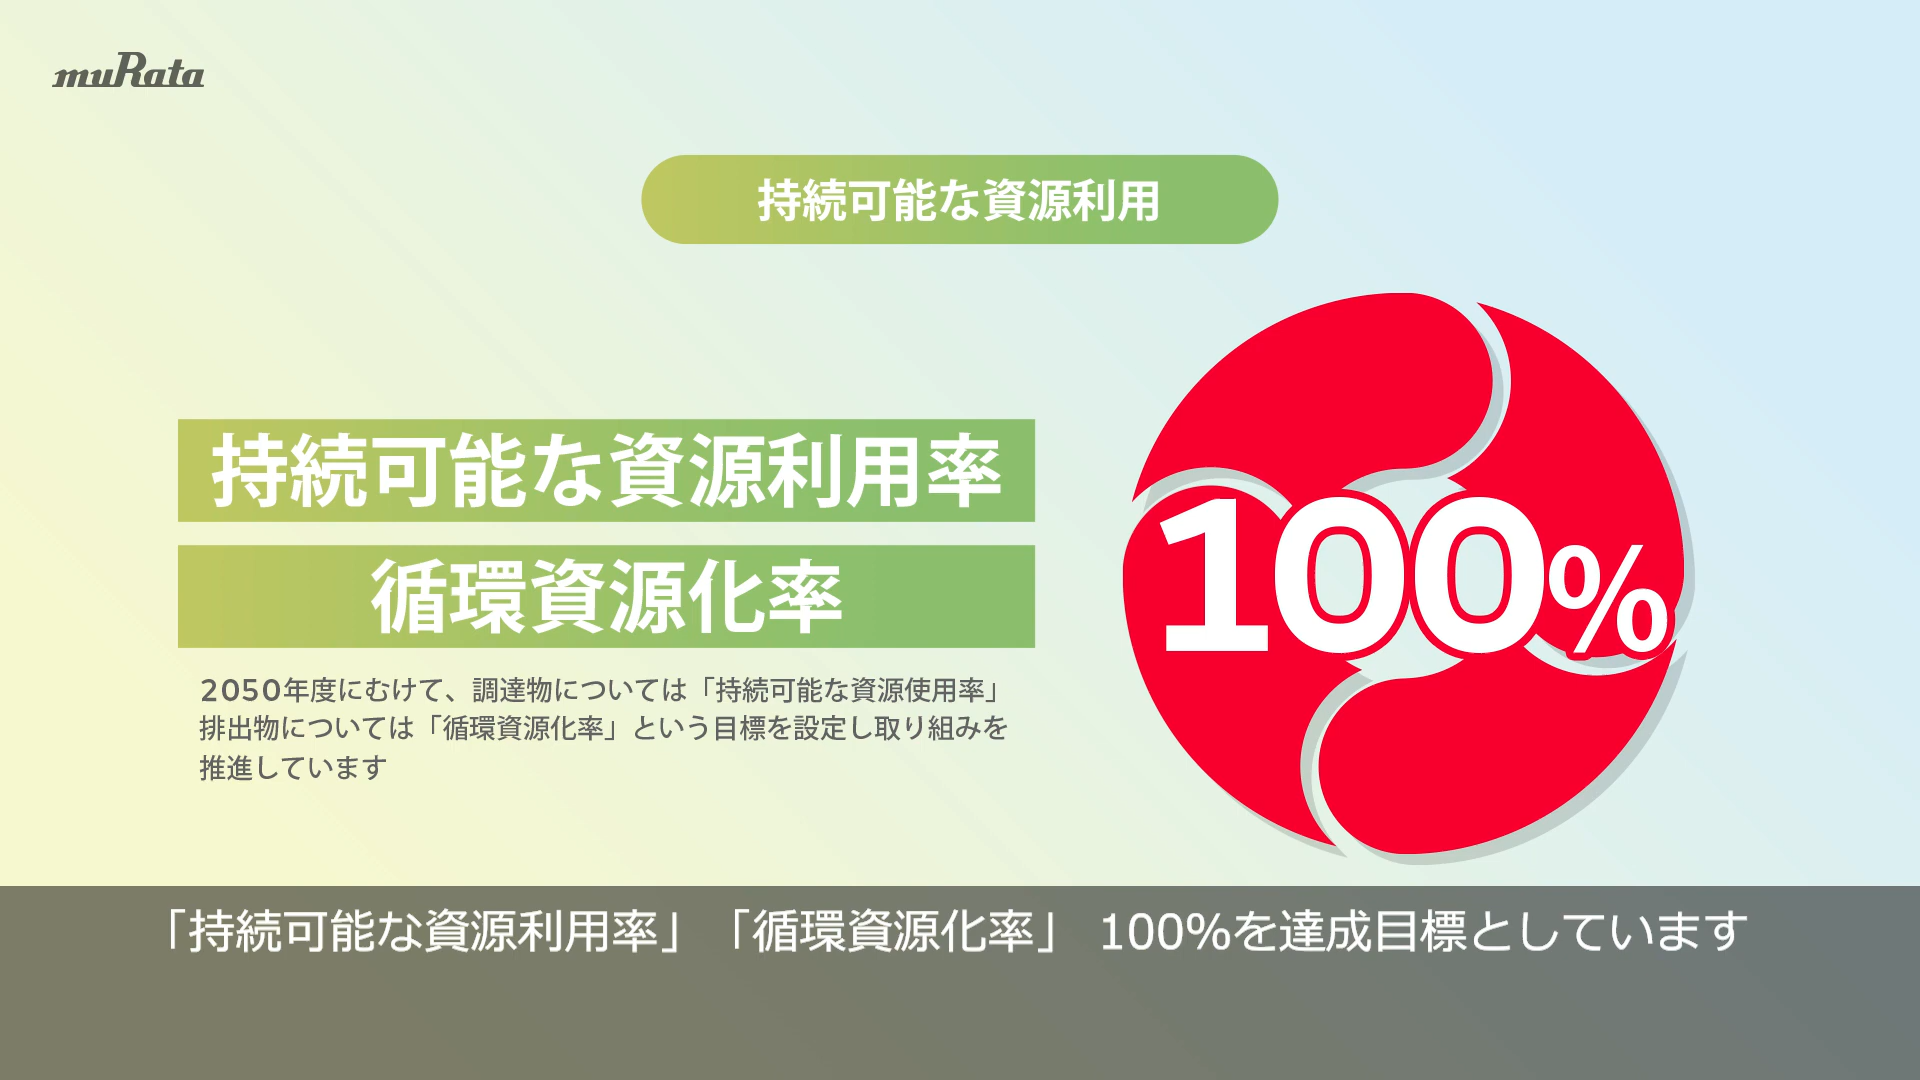 muRata
持続可能な資源利用
持続可能な資源利用率
循環資源化率
2050年度にむけて、調達物については「持続可能な資源使用率」
排出物については「循環資源化率」という目標を設定し取り組みを
推進しています
100%
「持続可能な資源利用率」「循環資源化率」 100%を達成目標としています